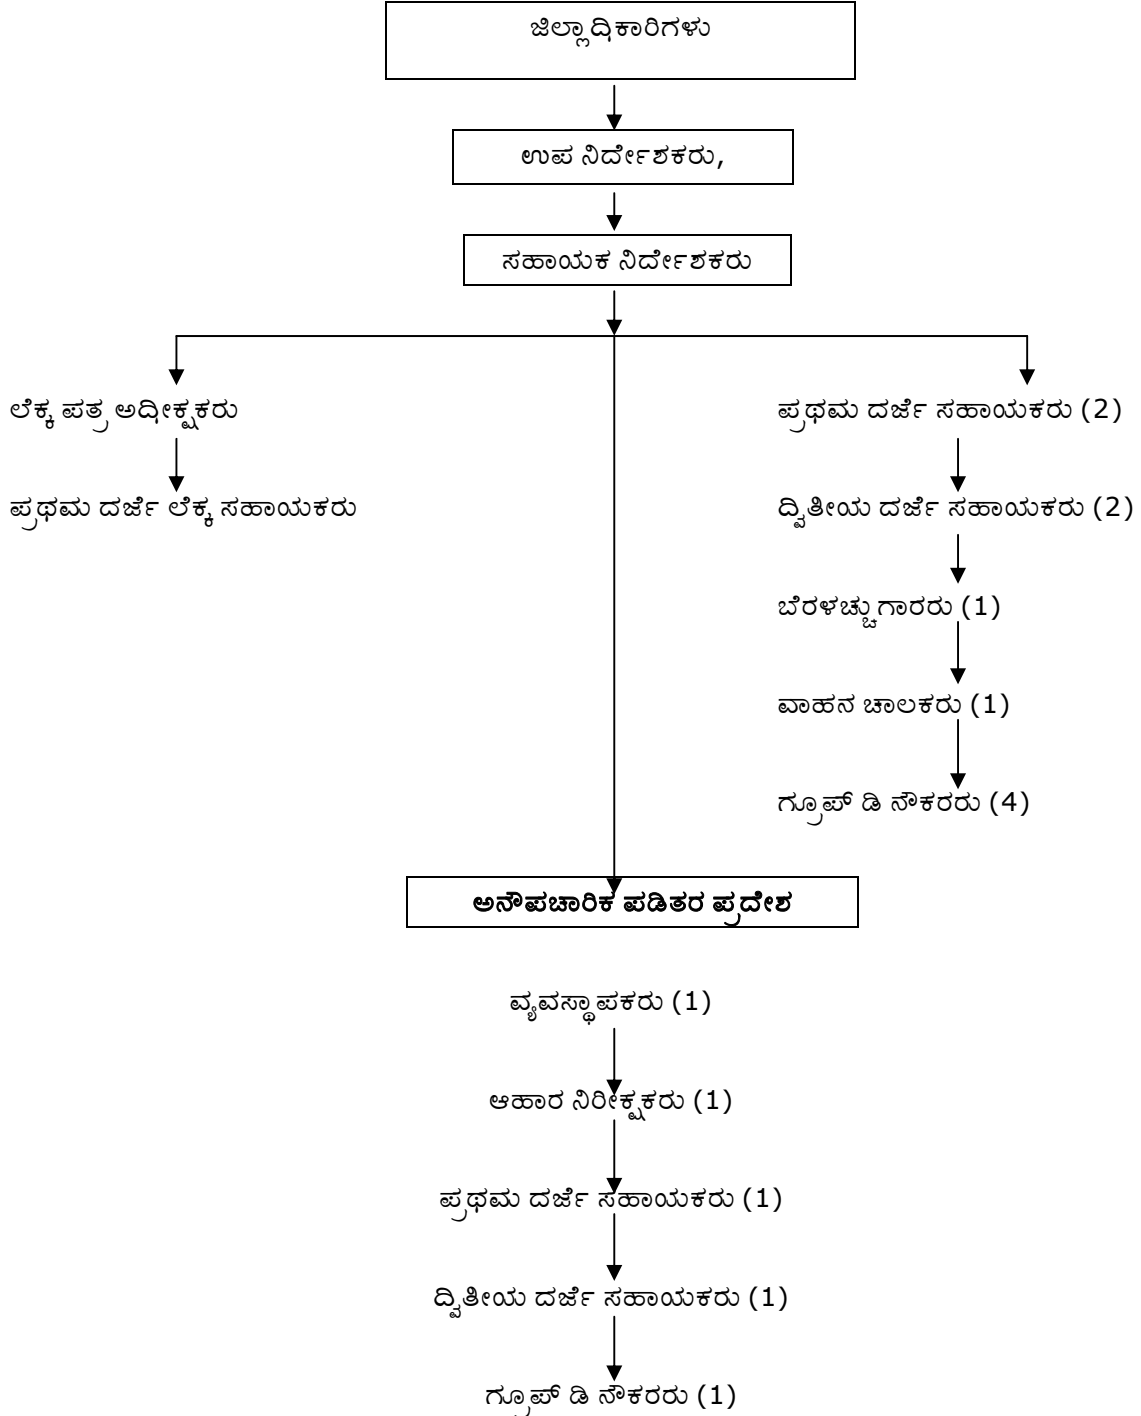 ಜಿಲ್ಲಾಧಿಕಾರಿಗಳು
ಉಪ ನಿರ್ದೇಶಕರು,
ಸಹಾಯಕ ನಿರ್ದೇಶಕರು
ಲೆಕ್ಕ ಪತ್ರ ಅಧೀಕ್ಷಕರು
ಪ್ರಥಮ ದರ್ಜೆ ಲೆಕ್ಕ ಸಹಾಯಕರು
ಪ್ರಥಮ ದರ್ಜೆ ಸಹಾಯಕರು (2)
ದ್ವಿತೀಯ ದರ್ಜೆ ಸಹಾಯಕರು (2)
ಬೆರಳಚ್ಚುಗಾರರು (1)
ವಾಹನ ಚಾಲಕರು (1)
ಗ್ರೂಪ್ ಡಿ ನೌಕರರು (4)
ಅನೌಪಚಾರಿಕ ಪಡಿತರ ಪ್ರದೇಶ
ವ್ಯವಸ್ಥಾಪಕರು (1)
ಆಹಾರ ನಿರೀಕ್ಷಕರು (1)
ಪ್ರಥಮ ದರ್ಜೆ ಸಹಾಯಕರು (1)
ದ್ವಿತೀಯ ದರ್ಜೆ ಸಹಾಯಕರು (1)
ಗ್ರೂಪ್ ಡಿ ನೌಕರರು (1)